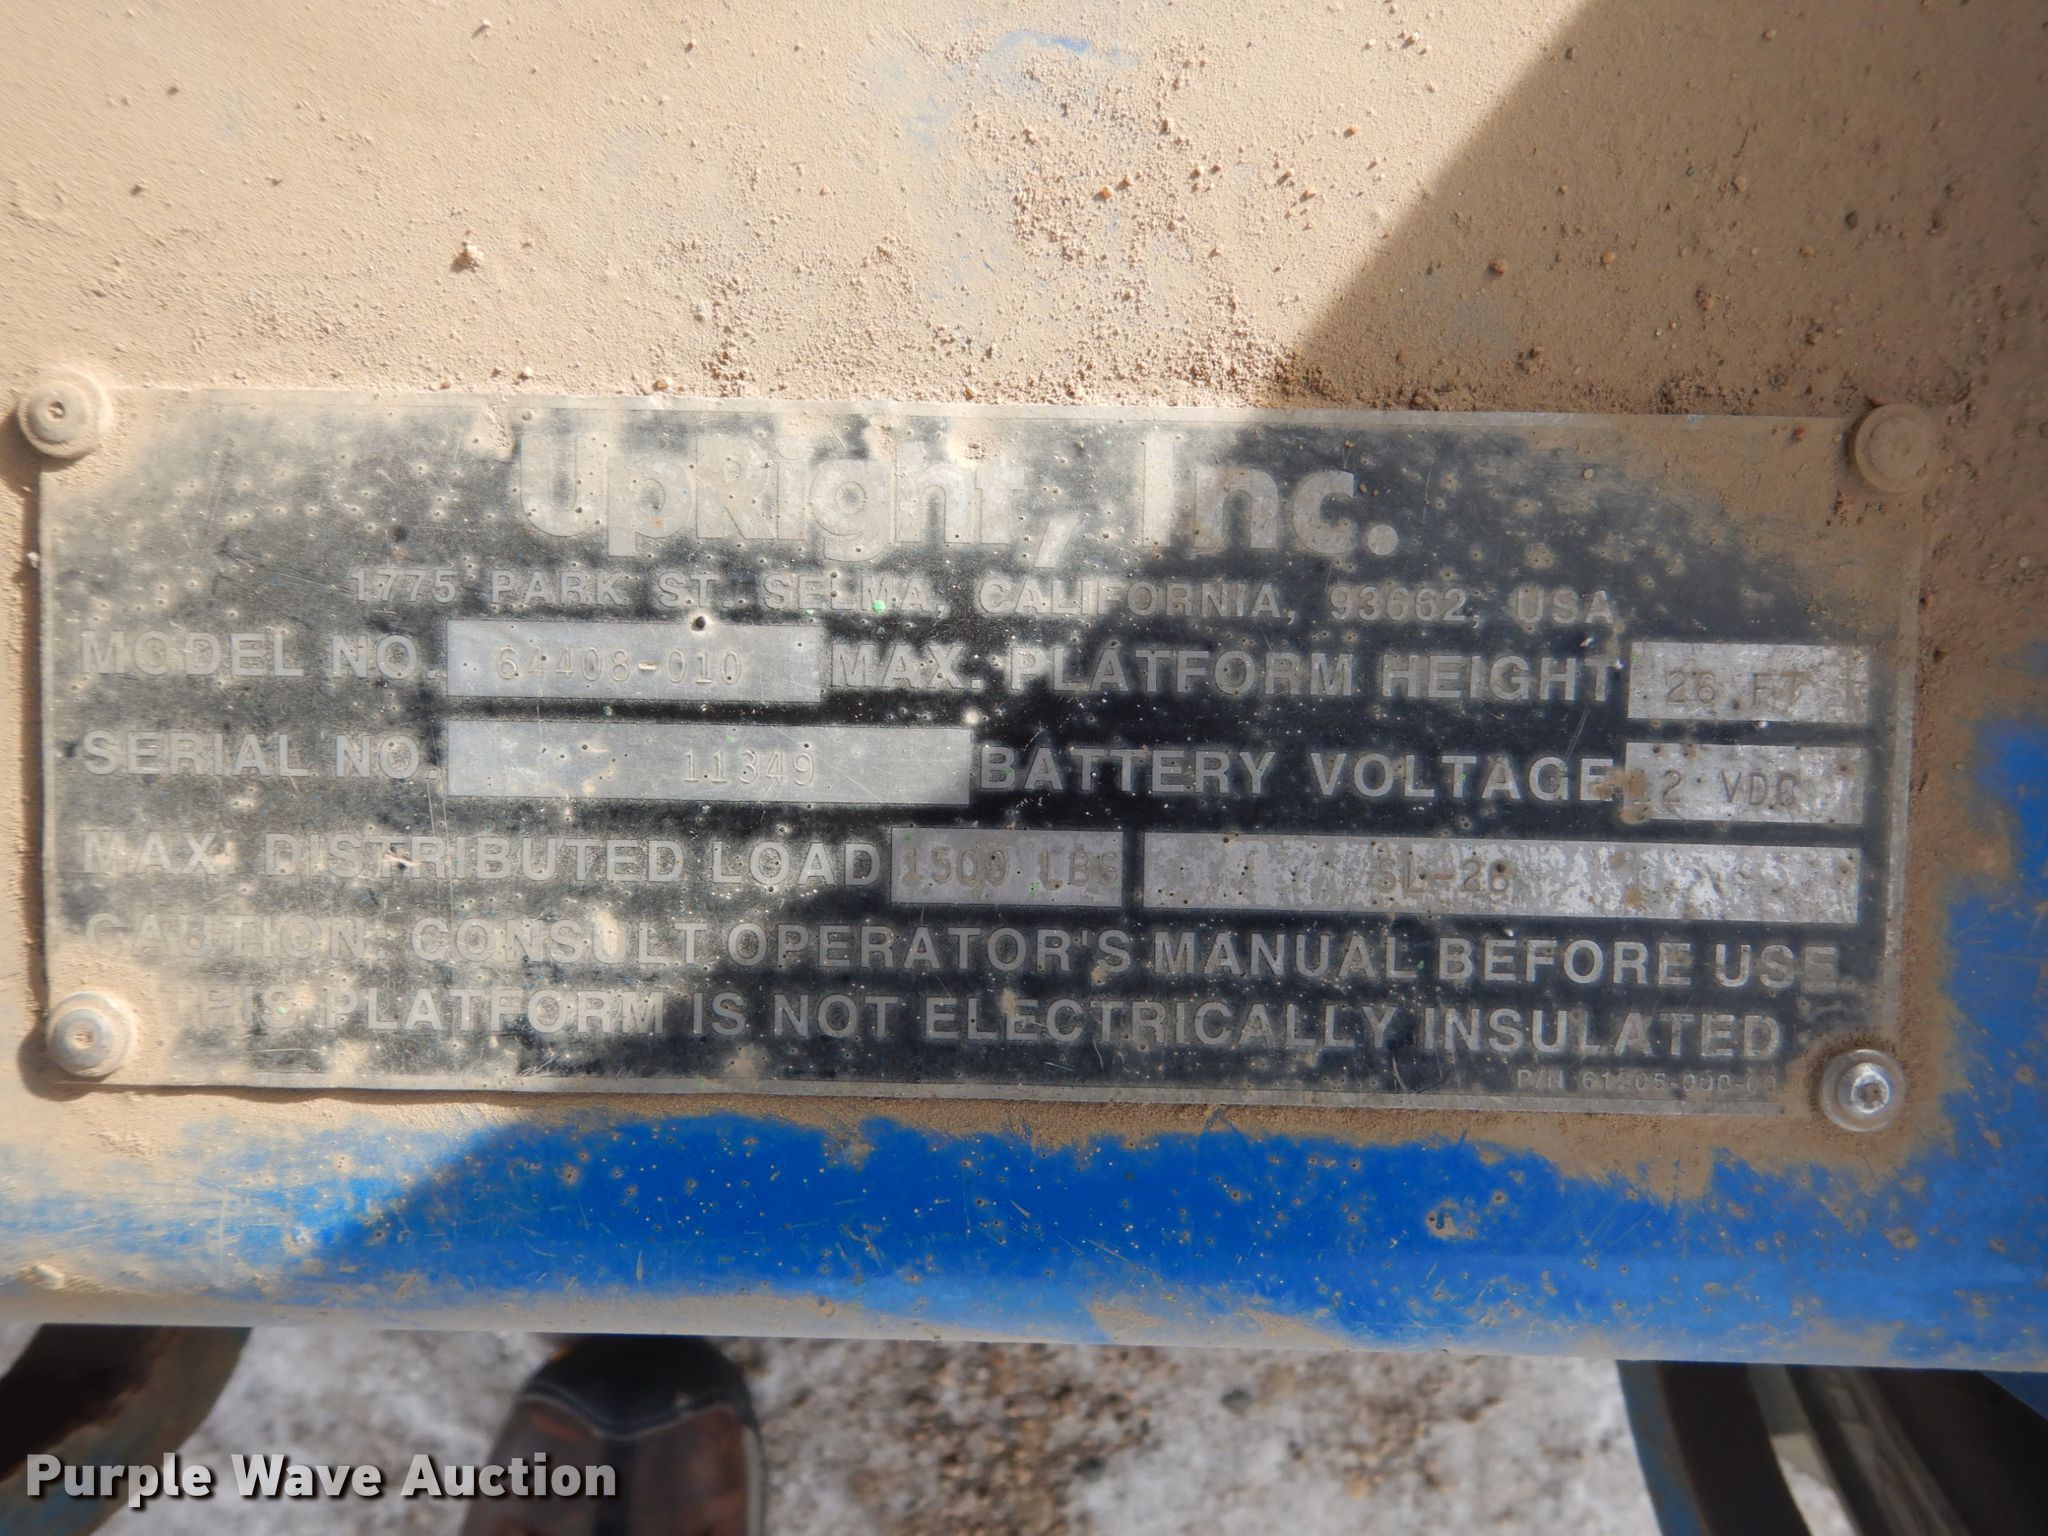 UpRight, Inc.
1775 PARK ST. SELMA, CALIFORNIA, 93662, USA
MODEL NO. 64408-010 MAX. PLATFORM HEIGHT 26 FT
SERIAL NO. 11349 BATTERY VOLTAGE 12 VDC
MAX. DISTRIBUTED LOAD 1500 LBS SL-26
CAUTION: CONSULT OPERATOR'S MANUAL BEFORE USE
THIS PLATFORM IS NOT ELECTRICALLY INSULATED
P/N 61205-000-00
Purple Wave Auction